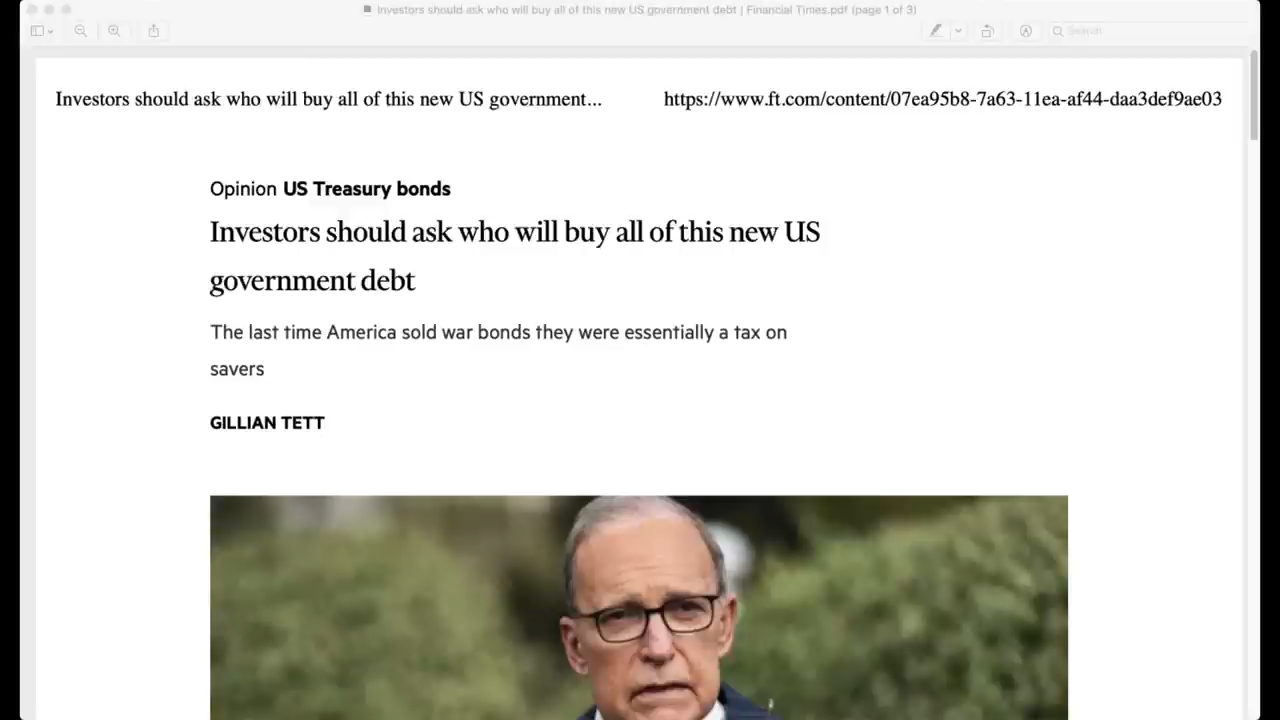 Investors should ask who will buy all of this new US government debt | Financial Times.pdf (page 1 of 3)
Search
Investors should ask who will buy all of this new US government... https://www.ft.com/content/07ea95b8-7a63-11ea-af44-daa3def9ae03
Opinion US Treasury bonds
Investors should ask who will buy all of this new US
government debt
The last time America sold war bonds they were essentially a tax on
savers
GILLIAN TETT